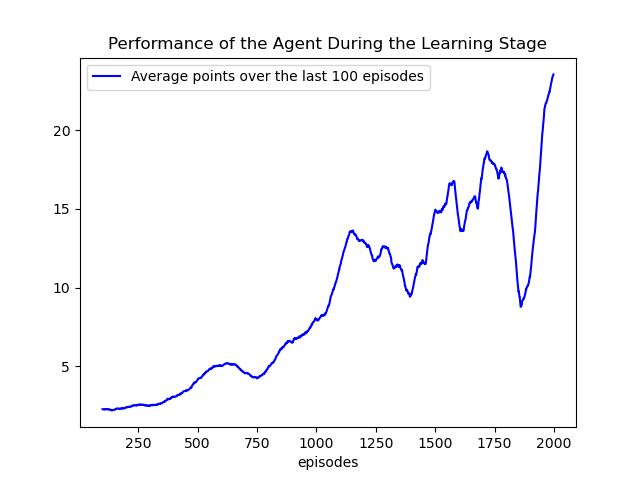 Performance of the Agent During the Learning Stage
Average points over the last 100 episodes
20
15
10
5
250 500 750 1000 1250 1500 1750 2000
episodes